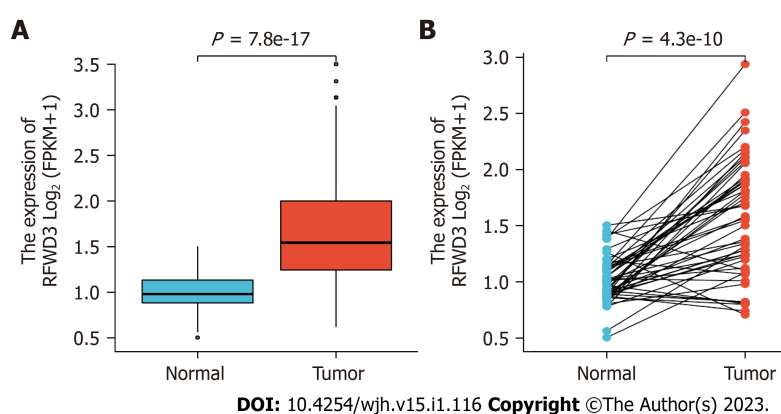 A
P = 7.8e-17
The expression of
RFWD3 Log2 (FPKM+1)
3.5
3.0
2.5
2.0
1.5
1.0
0.5
Normal Tumor
B
P = 4.3e-10
The expression of
RFWD3 Log2 (FPKM+1)
3.0
2.5
2.0
1.5
1.0
0.5
Normal Tumor
DOI: 10.4254/wjh.v15.i1.116 Copyright ©The Author(s) 2023.